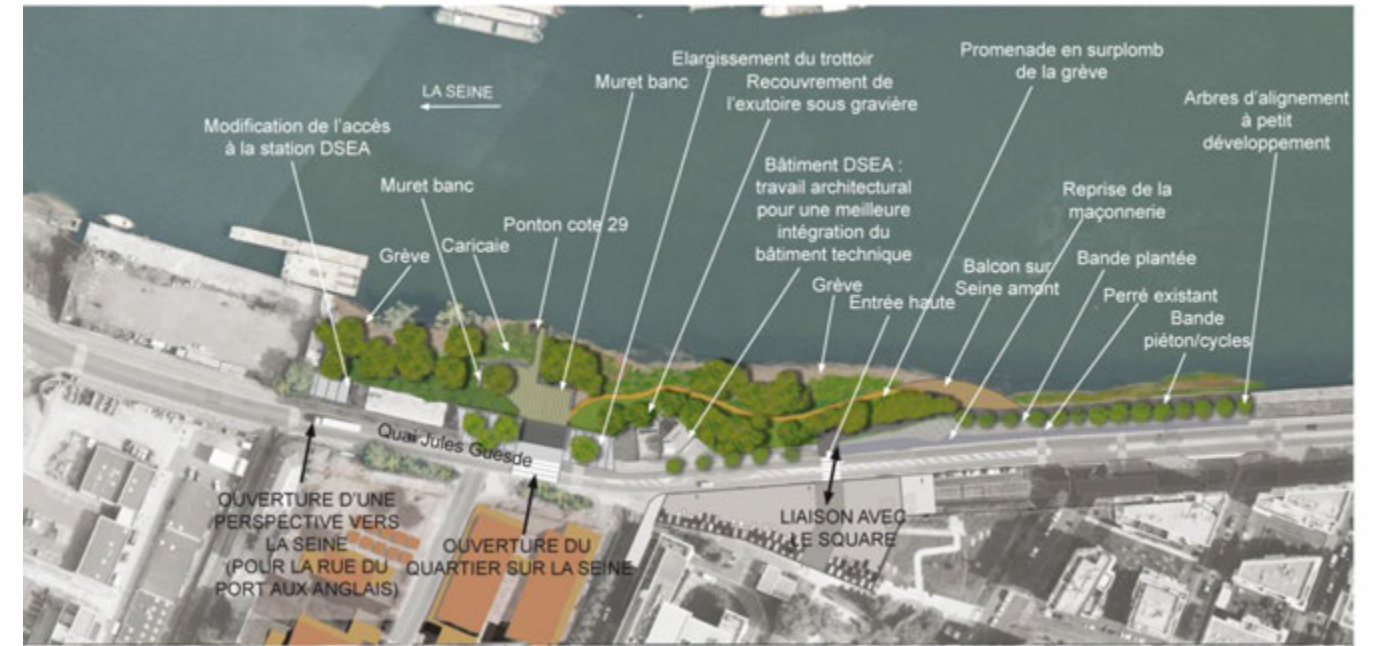 LA SEINE
Modification de l'accès
à la station DSEA
Muret banc
Grève
Caricaie
Ponton cote 29
Muret banc
Elargissement du trottoir
Recouvrement de
l'exutoire sous gravière
Bâtiment DSEA :
travail architectural
pour une meilleure
intégration du
bâtiment technique
Grève
Entrée haute
Promenade en surplomb
de la grève
Balcon sur
Seine amont
Reprise de la
maçonnerie
Bande plantée
Perré existant
Bande
piéton/cycles
Arbres d'alignement
à petit
développement
Quai Jules Guesde
OUVERTURE D'UNE
PERSPECTIVE VERS
LA SEINE
(POUR LA RUE DU
PORT AUX ANGLAIS)
OUVERTURE DU
QUARTIER SUR LA SEINE
LIAISON AVEC
LE SQUARE